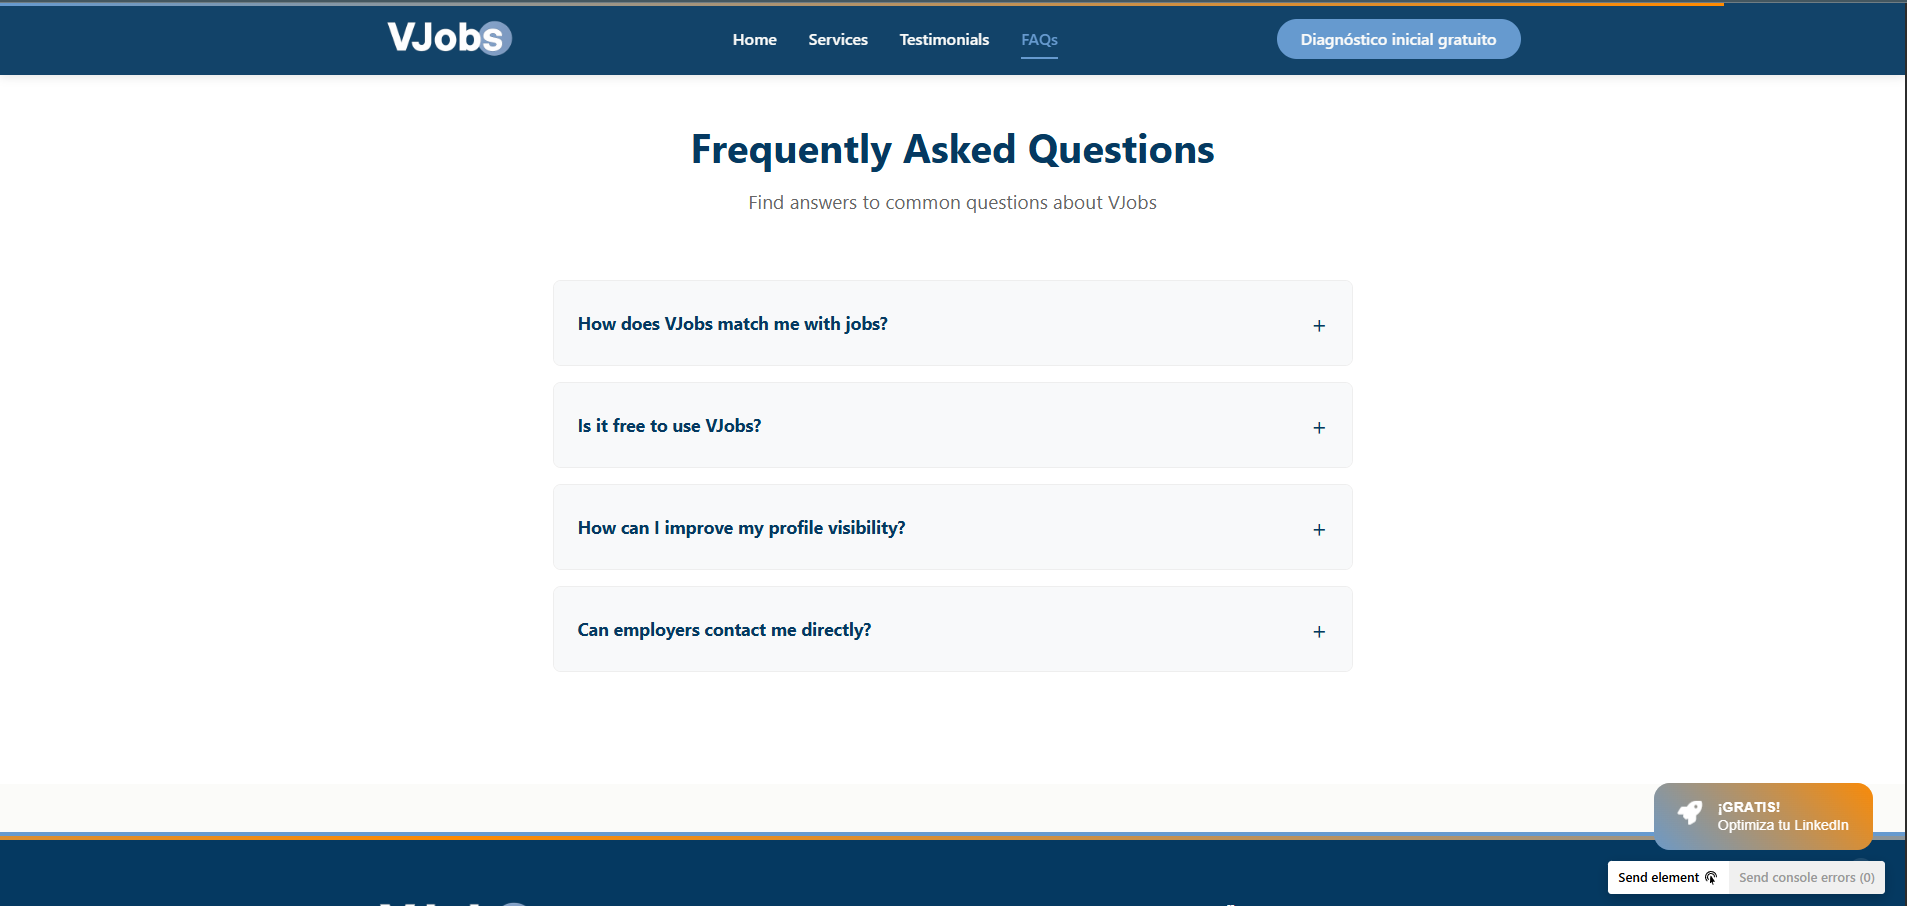 VJobs
Home Services Testimonials FAQs
Diagnóstico inicial gratuito
Frequently Asked Questions
Find answers to common questions about VJobs
How does VJobs match me with jobs?
+
Is it free to use VJobs?
+
How can I improve my profile visibility?
+
Can employers contact me directly?
+
¡GRATIS!
Optimiza tu LinkedIn
Send element
Send console errors (0)